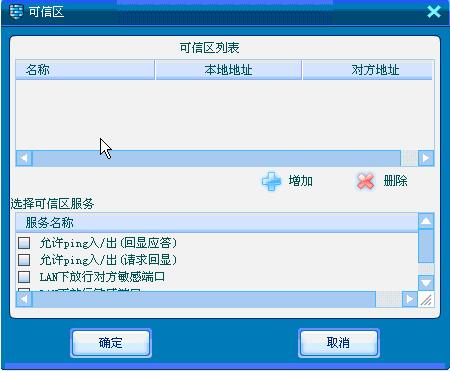 可信区
可信区列表
名称 本地地址 对方地址
增加 删除
选择可信区服务
服务名称
允许ping入/出(回显应答)
允许ping入/出(请求回显)
LAN下放行对方敏感端口
确定 取消